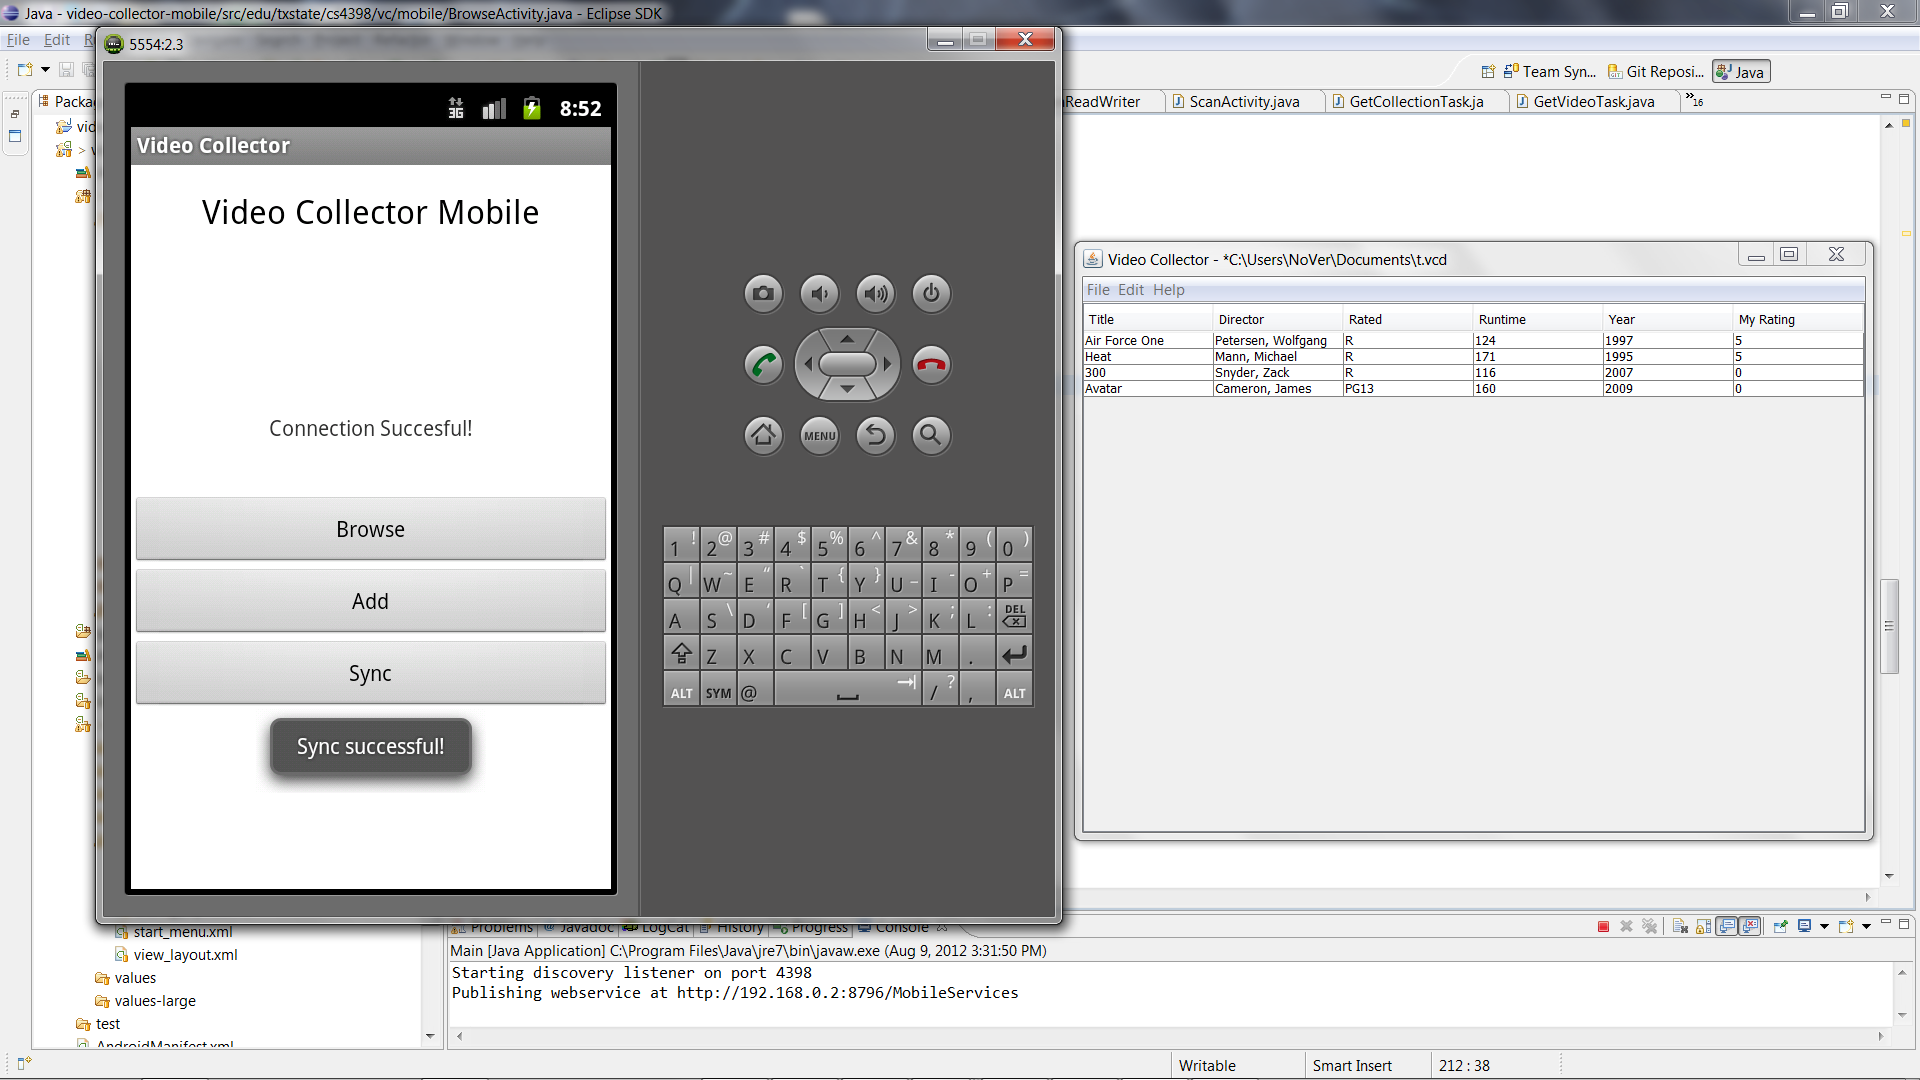 Java - video-collector-mobile/src/edu/txstate/cs4398/vc/mobile/BrowseActivity.java - Eclipse SDK
File Edit
5554:2.3
Team Syn... Git Reposi... Java
Packa
nReadWriter ScanActivity.java GetCollectionTask.ja GetVideoTask.java »16
vid
> v
3G 8:52
Video Collector
Video Collector Mobile
Connection Succesful!
Browse
Add
Sync
Sync successful!
MENU
1 ! 2 @ 3 # 4 $ 5 % 6 ^ 7 & 8 * 9 ( 0 )
Q | W ~ E " R ` T { Y } U _ I - O + P =
A S \ D ' F [ G ] H < J > K ; L : DEL
Z X C V B N M .
ALT SYM @ / ? , ALT
Video Collector - *C:\Users\NoVer\Documents\t.vcd
File Edit Help
Title Director Rated Runtime Year My Rating
Air Force One Petersen, Wolfgang R 124 1997 5
Heat Mann, Michael R 171 1995 5
300 Snyder, Zack R 116 2007 0
Avatar Cameron, James PG13 160 2009 0
start_menu.xml
view_layout.xml
values
values-large
test
AndroidManifest.xml
Problems Javadoc LogCat History Progress Console
Main [Java Application] C:\Program Files\Java\jre7\bin\javaw.exe (Aug 9, 2012 3:31:50 PM)
Starting discovery listener on port 4398
Publishing webservice at http://192.168.0.2:8796/MobileServices
Writable Smart Insert 212 : 38